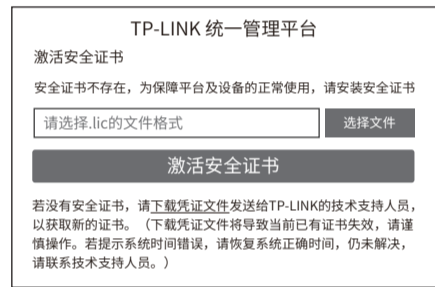 TP-LINK 统一管理平台
激活安全证书
安全证书不存在，为保障平台及设备的正常使用，请安装安全证书
请选择.lic的文件格式
选择文件
激活安全证书
若没有安全证书，请下载凭证文件发送给TP-LINK的技术支持人员，
以获取新的证书。（下载凭证文件将导致当前已有证书失效，请谨
慎操作。若提示系统时间错误，请恢复系统正确时间，仍未解决，
请联系技术支持人员。）